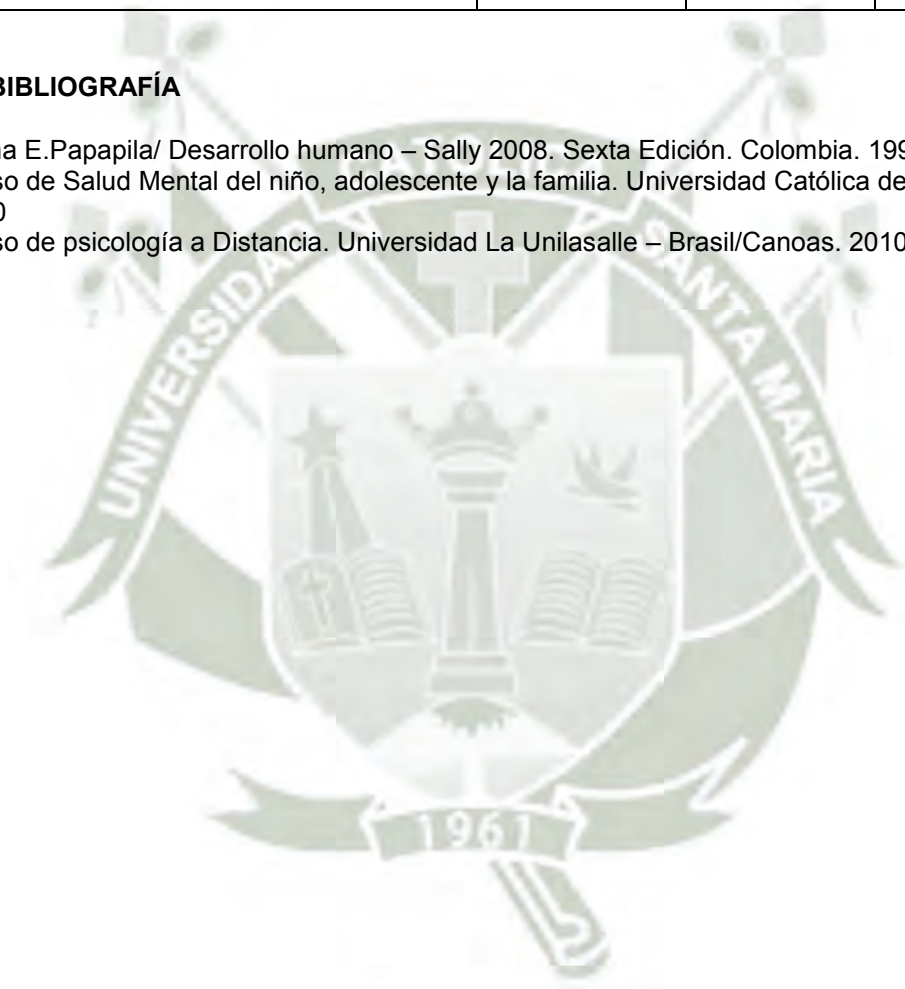 BIBLIOGRAFÍA
na E.Papapila/ Desarrollo humano – Sally 2008. Sexta Edición. Colombia. 199
so de Salud Mental del niño, adolescente y la familia. Universidad Católica de
0
so de psicología a Distancia. Universidad La Unilasalle – Brasil/Canoas. 2010
UNIVERSIDAD
SANTA MARIA
1961